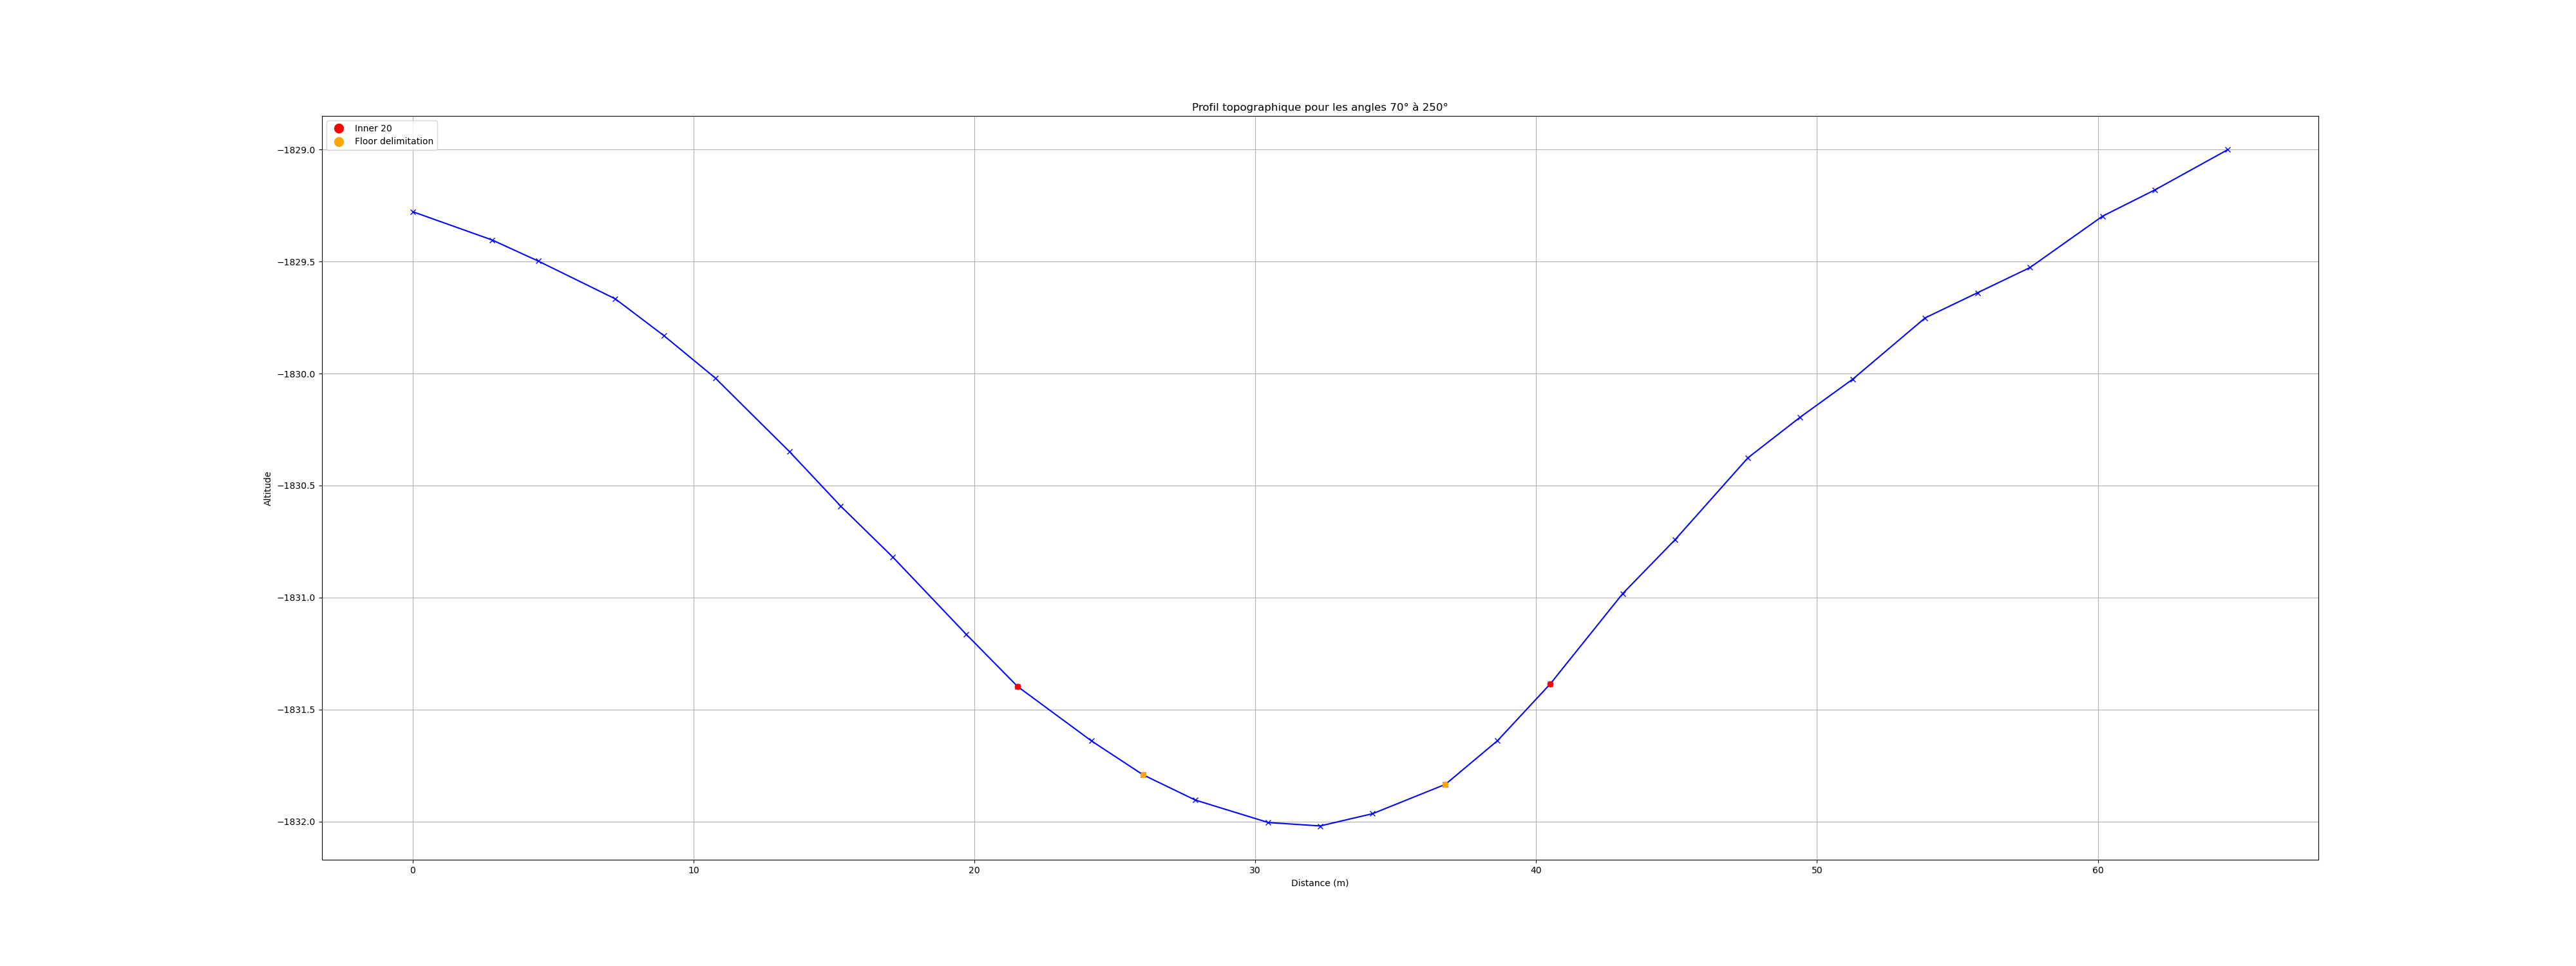 Profil topographique pour les angles 70° à 250°
Inner 20
Floor delimitation
−1829.0
−1829.5
−1830.0
−1830.5
−1831.0
−1831.5
−1832.0
Altitude
0 10 20 30 40 50 60
Distance (m)